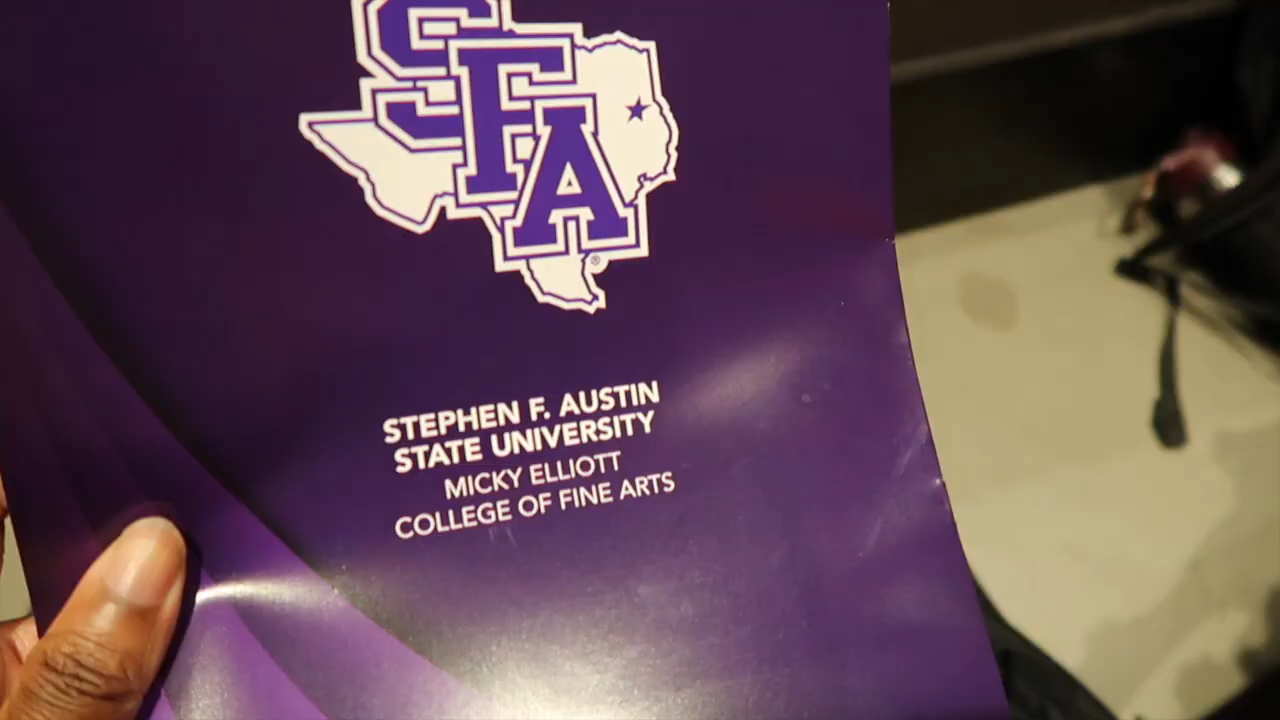 SFA
®
STEPHEN F. AUSTIN
STATE UNIVERSITY
MICKY ELLIOTT
COLLEGE OF FINE ARTS